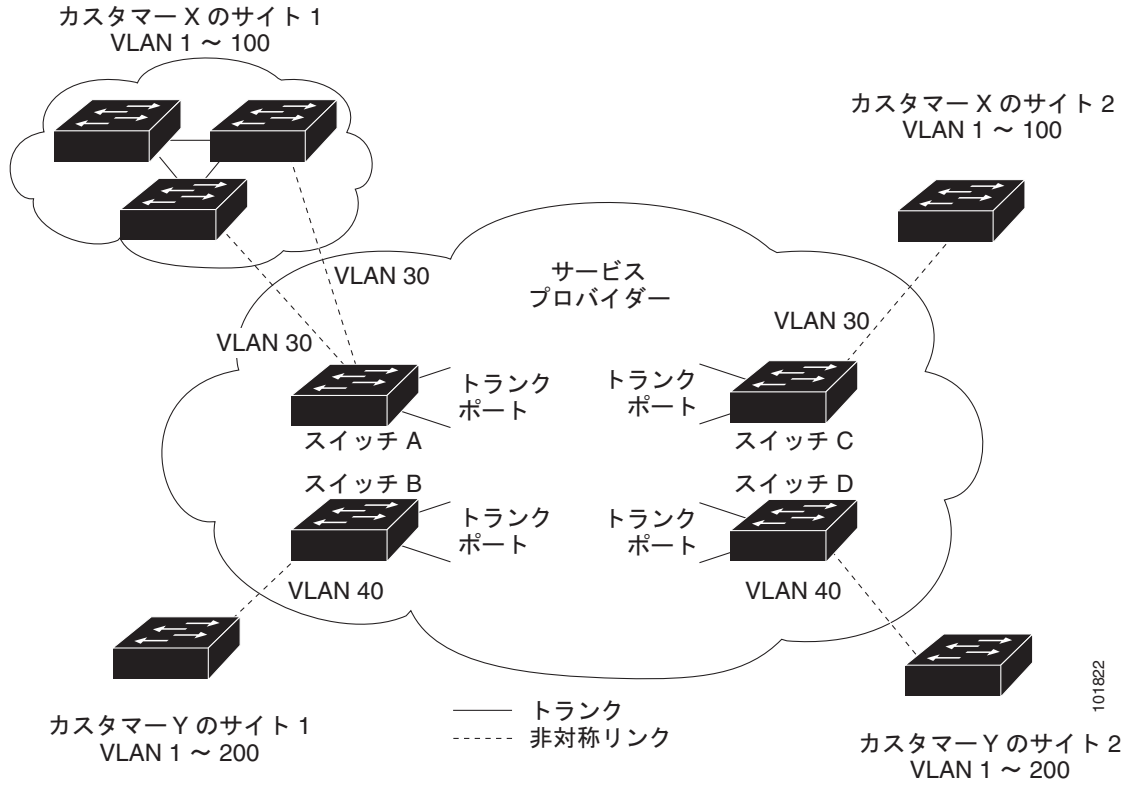 カスタマー X のサイト 1
VLAN 1 ～ 100
カスタマー X のサイト 2
VLAN 1 ～ 100
VLAN 30
サービス
プロバイダー
VLAN 30
VLAN 30
トランク
ポート
トランク
ポート
スイッチ A
スイッチ C
スイッチ B
スイッチ D
トランク
ポート
トランク
ポート
VLAN 40
VLAN 40
カスタマー Y のサイト 1
VLAN 1 ～ 200
トランク
非対称リンク
カスタマー Y のサイト 2
VLAN 1 ～ 200
101822